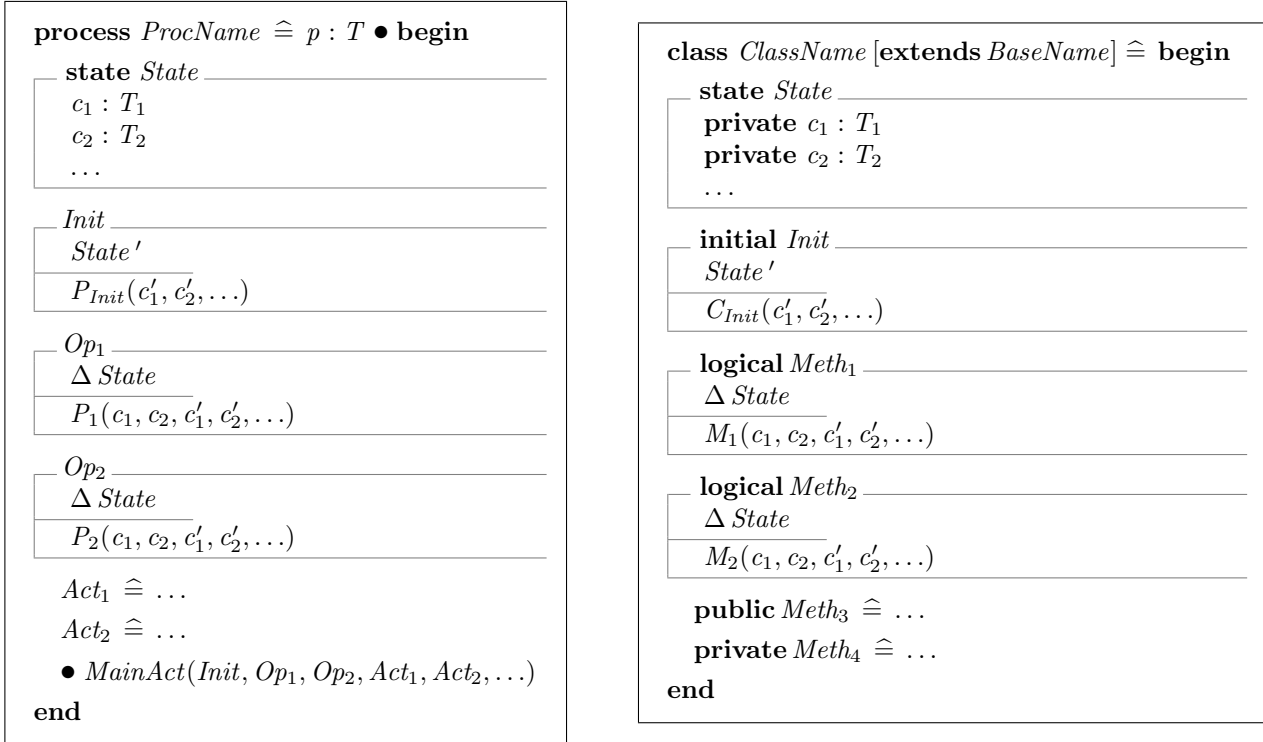 process ProcName ≙ p : T • begin
state State
c₁ : T₁
c₂ : T₂
. . .
Init
State ′
P_Init(c′₁, c′₂, . . .)
Op₁
Δ State
P₁(c₁, c₂, c′₁, c′₂, . . .)
Op₂
Δ State
P₂(c₁, c₂, c′₁, c′₂, . . .)
Act₁ ≙ . . .
Act₂ ≙ . . .
• MainAct(Init, Op₁, Op₂, Act₁, Act₂, . . .)
end
class ClassName [extends BaseName] ≙ begin
state State
private c₁ : T₁
private c₂ : T₂
. . .
initial Init
State ′
C_Init(c′₁, c′₂, . . .)
logical Meth₁
Δ State
M₁(c₁, c₂, c′₁, c′₂, . . .)
logical Meth₂
Δ State
M₂(c₁, c₂, c′₁, c′₂, . . .)
public Meth₃ ≙ . . .
private Meth₄ ≙ . . .
end